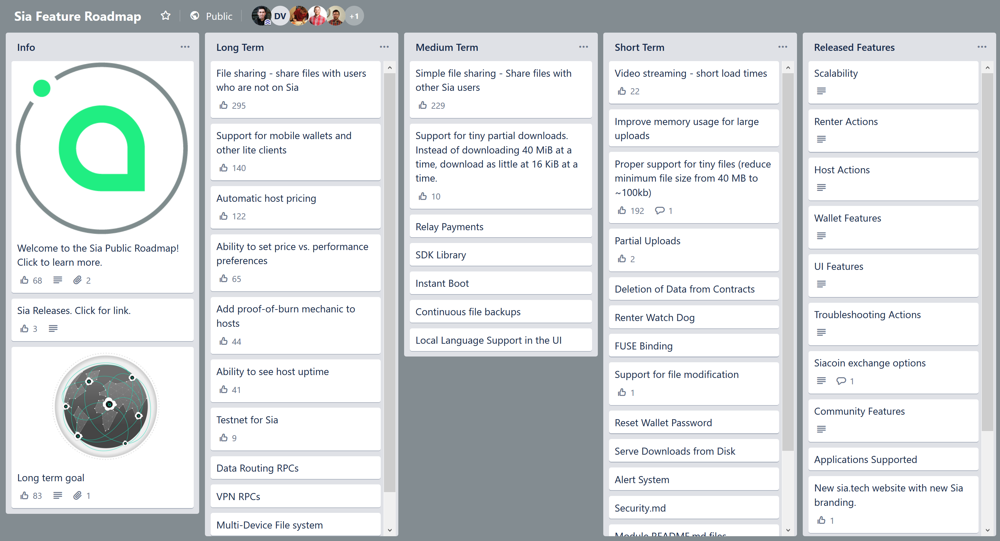 Sia Feature Roadmap
Public
DV
+1
Info
Welcome to the Sia Public Roadmap!
Click to learn more.
68
2
Sia Releases. Click for link.
3
Long term goal
83
1
Long Term
File sharing - share files with users
who are not on Sia
295
Support for mobile wallets and
other lite clients
140
Automatic host pricing
122
Ability to set price vs. performance
preferences
65
Add proof-of-burn mechanic to
hosts
44
Ability to see host uptime
41
Testnet for Sia
9
Data Routing RPCs
VPN RPCs
Multi-Device File system
Medium Term
Simple file sharing - Share files with
other Sia users
229
Support for tiny partial downloads.
Instead of downloading 40 MiB at a
time, download as little at 16 KiB at a
time.
10
Relay Payments
SDK Library
Instant Boot
Continuous file backups
Local Language Support in the UI
Short Term
Video streaming - short load times
22
Improve memory usage for large
uploads
Proper support for tiny files (reduce
minimum file size from 40 MB to
~100kb)
192
1
Partial Uploads
2
Deletion of Data from Contracts
Renter Watch Dog
FUSE Binding
Support for file modification
1
Reset Wallet Password
Serve Downloads from Disk
Alert System
Security.md
Module README.md files
Released Features
Scalability
Renter Actions
Host Actions
Wallet Features
UI Features
Troubleshooting Actions
Siacoin exchange options
1
Community Features
Applications Supported
New sia.tech website with new Sia
branding.
1